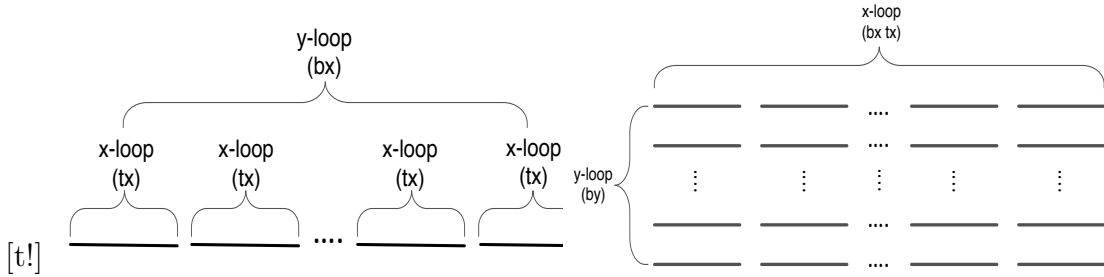 y-loop
(bx)
x-loop
(tx)
x-loop
(tx)
x-loop
(tx)
x-loop
(tx)
....
[t!]
x-loop
(bx tx)
y-loop
(by)
....
....
....
....